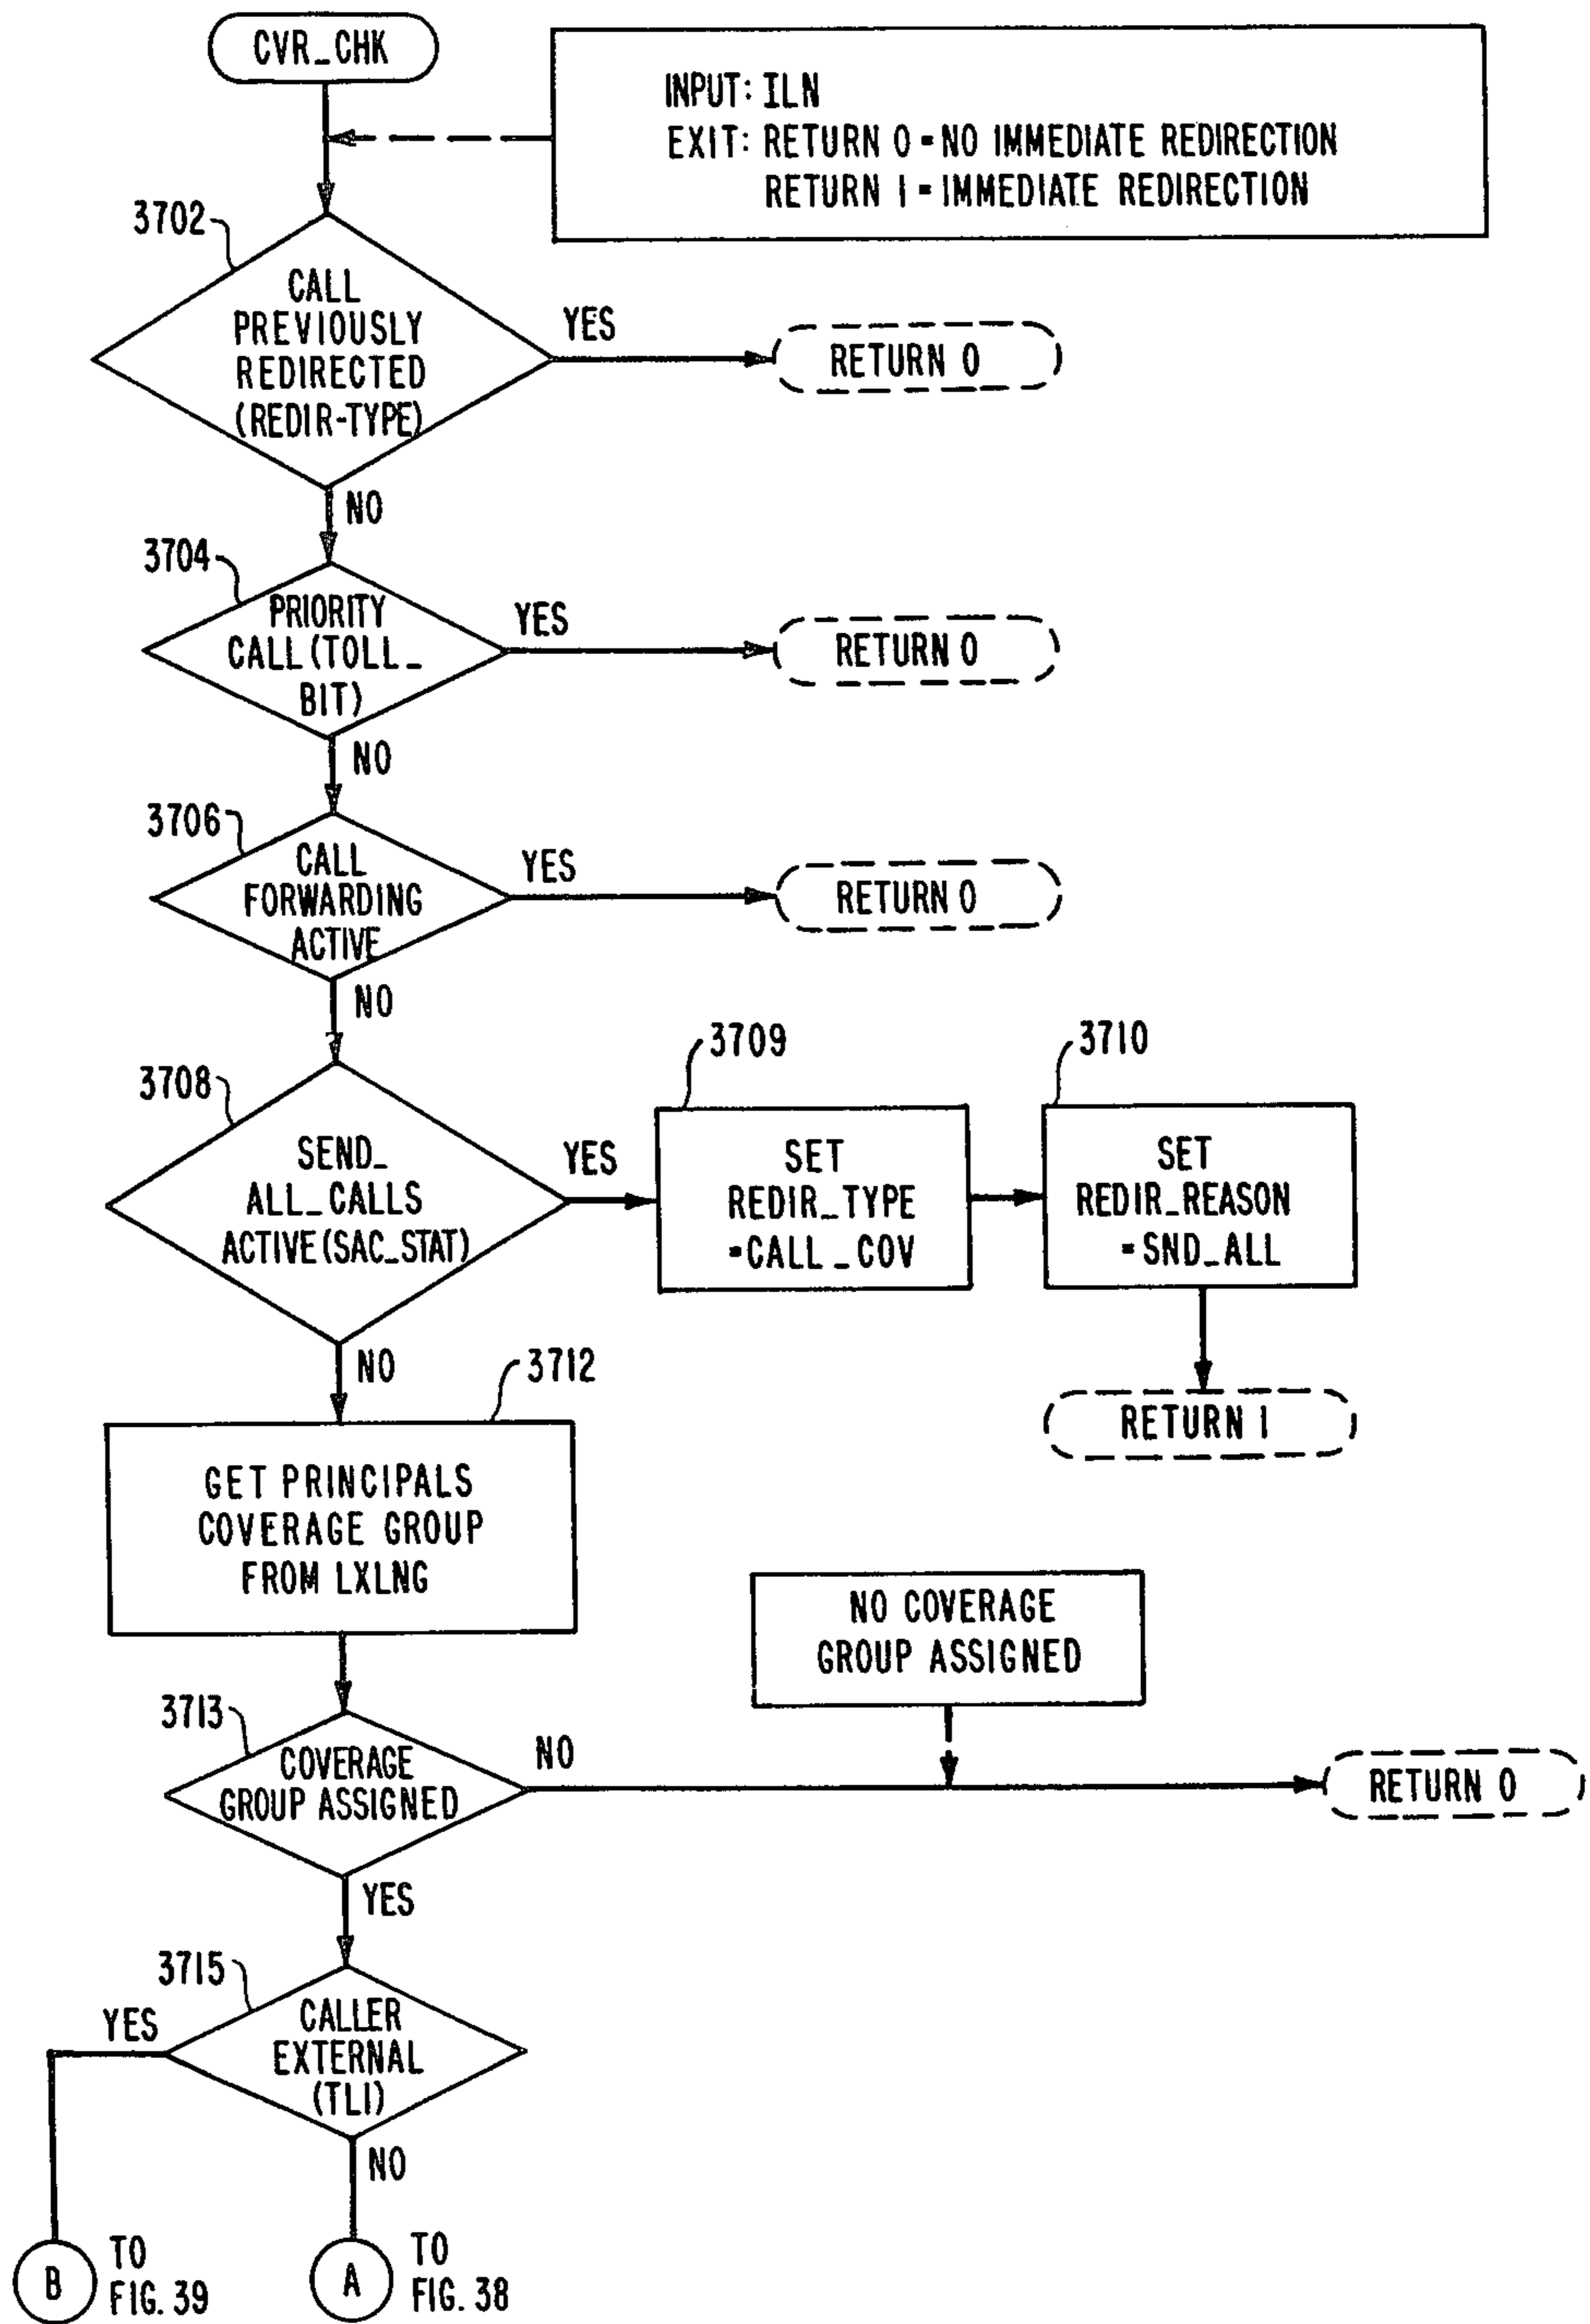 CVR_CHK
INPUT: ILN
EXIT: RETURN 0 = NO IMMEDIATE REDIRECTION
RETURN 1 = IMMEDIATE REDIRECTION
3702
CALL
PREVIOUSLY
REDIRECTED
(REDIR-TYPE)
YES
RETURN 0
NO
3704
PRIORITY
CALL (TOLL_
BIT)
YES
RETURN 0
NO
3706
CALL
FORWARDING
ACTIVE
YES
RETURN 0
NO
3708
SEND_
ALL_CALLS
ACTIVE (SAC_STAT)
YES
3709
SET
REDIR_TYPE
=CALL_COV
3710
SET
REDIR_REASON
=SND_ALL
RETURN 1
NO
3712
GET PRINCIPALS
COVERAGE GROUP
FROM LXLNG
NO COVERAGE
GROUP ASSIGNED
3713
COVERAGE
GROUP ASSIGNED
NO
RETURN 0
YES
3715
CALLER
EXTERNAL
(TLI)
YES
NO
B
TO
FIG. 39
A
TO
FIG. 38